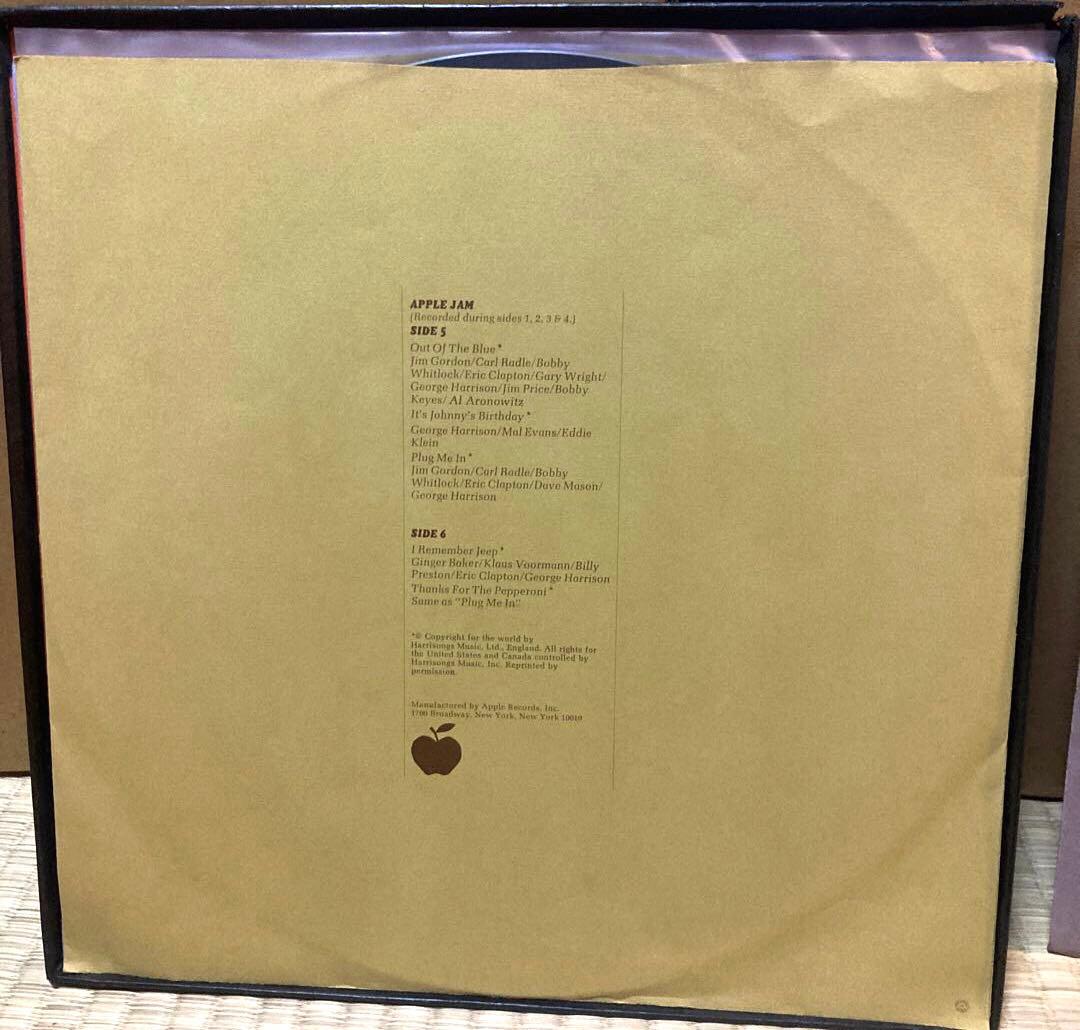 APPLE JAM
(Recorded during sides 1, 2, 3 & 4.)
SIDE 5
Out Of The Blue*
Jim Gordon/Carl Radle/Bobby
Whitlock/Eric Clapton/Gary Wright/
George Harrison/Jim Price/Bobby
Keyes/ Al Aronowitz
It's Johnny's Birthday*
George Harrison/Mal Evans/Eddie
Klein
Plug Me In*
Jim Gordon/Carl Radle/Bobby
Whitlock/Eric Clapton/Dave Mason/
George Harrison
SIDE 6
I Remember Jeep*
Ginger Baker/Klaus Voormann/Billy
Preston/Eric Clapton/George Harrison
Thanks For The Pepperoni*
Same as "Plug Me In"
*© Copyright for the world by
Harrisongs Music, Ltd., England. All rights for
the United States and Canada controlled by
Harrisongs Music, Inc. Reprinted by
permission.
Manufactured by Apple Records, Inc.
1700 Broadway, New York, New York 10019